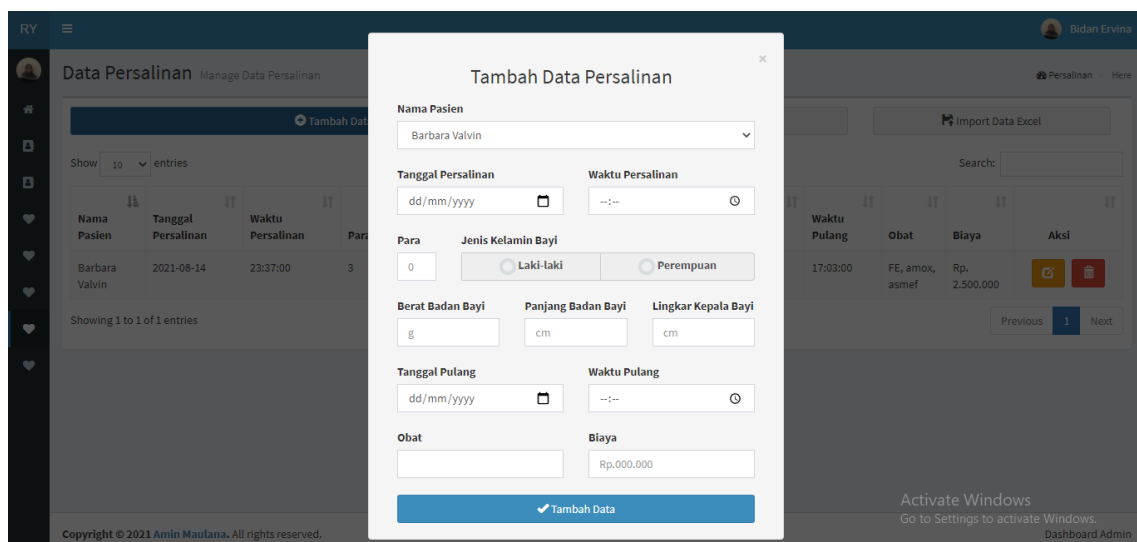 RY
Bidan Ervina
Data Persalinan Manage Data Persalinan
Persalinan > Here
Tambah Dat
Import Data Excel
Show 10 entries
Search:
Nama Pasien
Tanggal Persalinan
Waktu Persalinan
Para
Waktu Pulang
Obat
Biaya
Aksi
Barbara Valvin
2021-08-14
23:37:00
3
17:03:00
FE, amox, asmef
Rp. 2.500.000
Showing 1 to 1 of 1 entries
Previous 1 Next
×
Tambah Data Persalinan
Nama Pasien
Barbara Valvin
Tanggal Persalinan Waktu Persalinan
dd/mm/yyyy --:--
Para Jenis Kelamin Bayi
0 Laki-laki Perempuan
Berat Badan Bayi Panjang Badan Bayi Lingkar Kepala Bayi
g cm cm
Tanggal Pulang Waktu Pulang
dd/mm/yyyy --:--
Obat Biaya
Rp.000.000
Tambah Data
Activate Windows
Go to Settings to activate Windows.
Copyright © 2021 Amin Maulana. All rights reserved.
Dashboard Admin